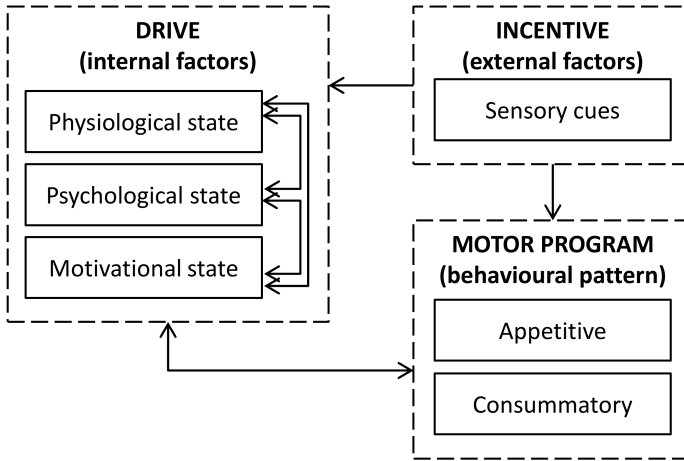 DRIVE
(internal factors)
Physiological state
Psychological state
Motivational state
INCENTIVE
(external factors)
Sensory cues
MOTOR PROGRAM
(behavioural pattern)
Appetitive
Consummatory